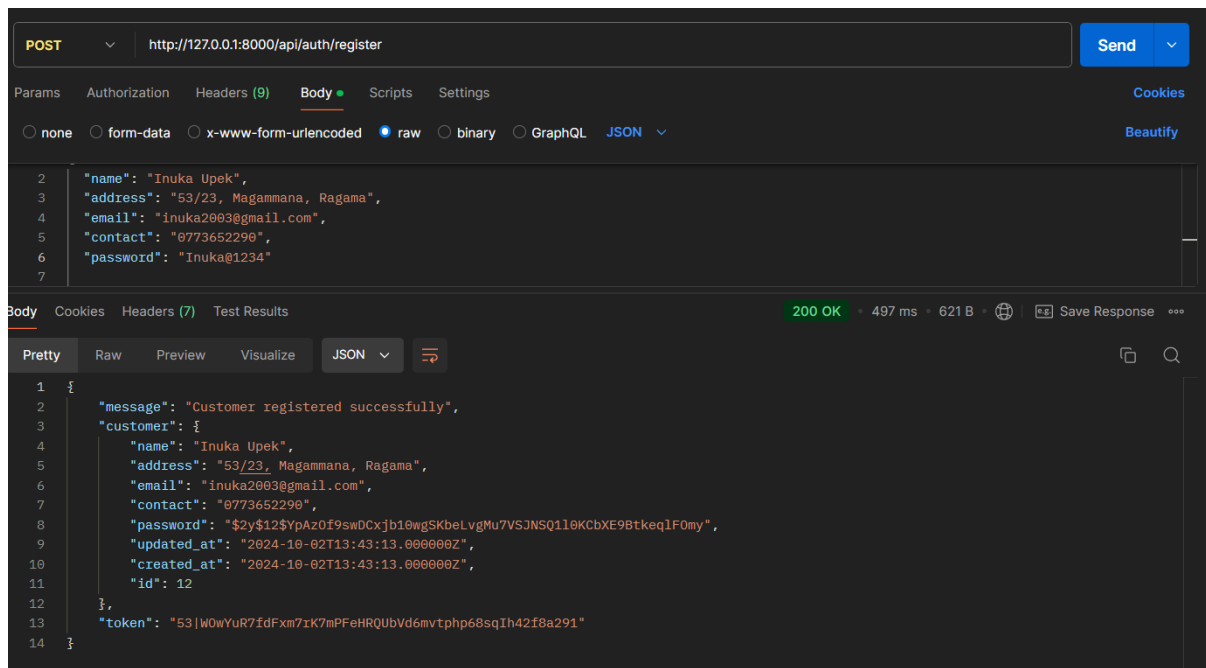 POST http://127.0.0.1:8000/api/auth/register Send
Params Authorization Headers (9) Body Scripts Settings Cookies
none form-data x-www-form-urlencoded raw binary GraphQL JSON Beautify
2 "name": "Inuka Upek",
3 "address": "53/23, Magammana, Ragama",
4 "email": "inuka2003@gmail.com",
5 "contact": "0773652290",
6 "password": "Inuka@1234"
7
Body Cookies Headers (7) Test Results 200 OK • 497 ms • 621 B • e.g. Save Response
Pretty Raw Preview Visualize JSON
1 {
2 "message": "Customer registered successfully",
3 "customer": {
4 "name": "Inuka Upek",
5 "address": "53/23, Magammana, Ragama",
6 "email": "inuka2003@gmail.com",
7 "contact": "0773652290",
8 "password": "$2y$12$YpAzOf9swDCxjb10wgSKbeLvgMu7VSJNSQ1l0KCbXE9BtkeqlFOmy",
9 "updated_at": "2024-10-02T13:43:13.000000Z",
10 "created_at": "2024-10-02T13:43:13.000000Z",
11 "id": 12
12 },
13 "token": "53|WOwYuR7fdFxm7rK7mPFeHRQUbVd6mvtphp68sqIh42f8a291"
14 }